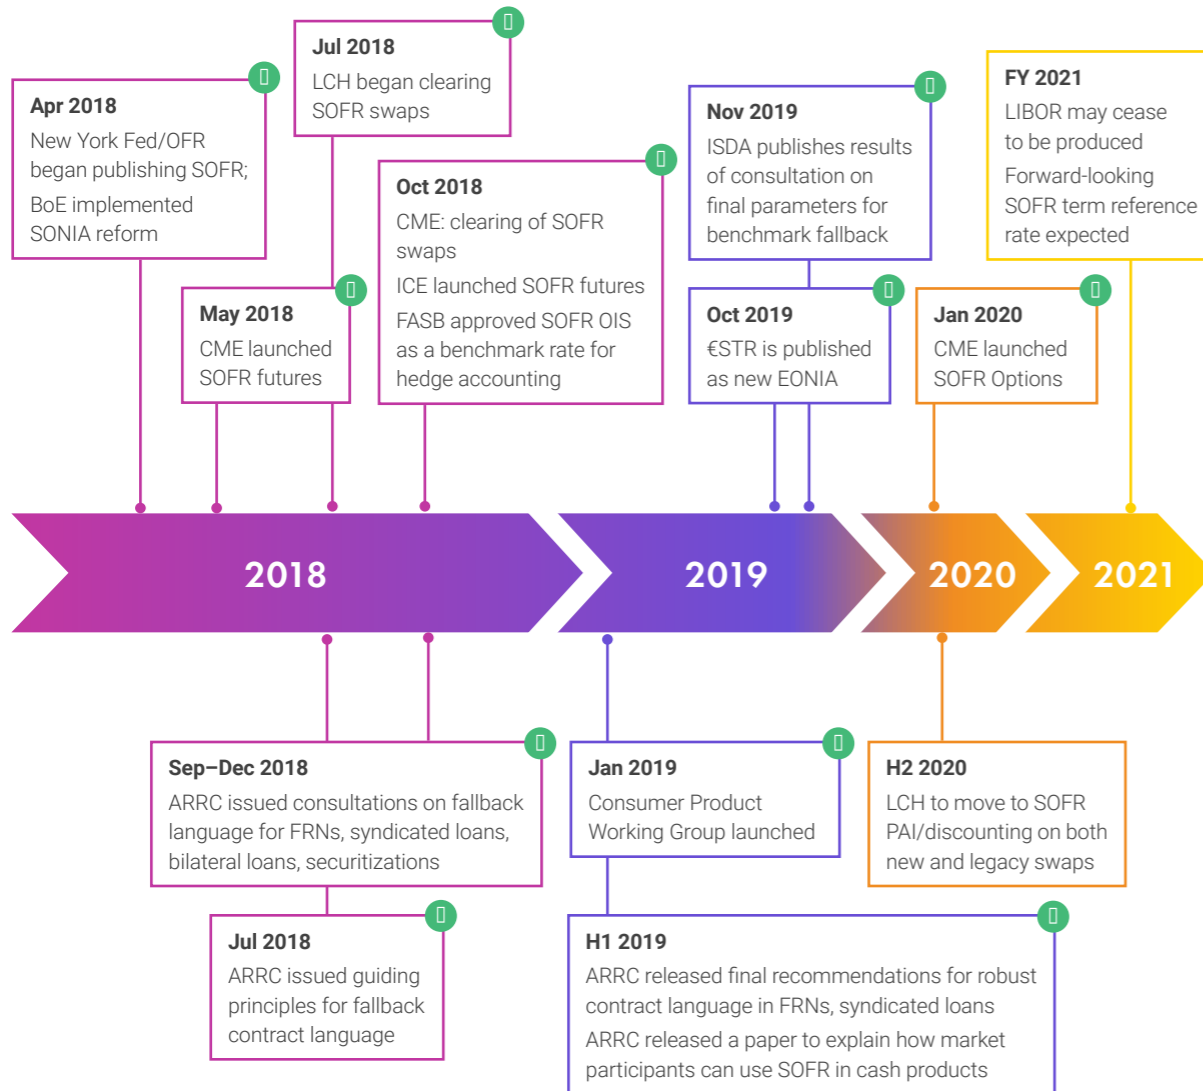 Jul 2018
LCH began clearing
SOFR swaps
Apr 2018
New York Fed/OFR
began publishing SOFR;
BoE implemented
SONIA reform
Oct 2018
CME: clearing of SOFR
swaps
ICE launched SOFR futures
FASB approved SOFR OIS
as a benchmark rate for
hedge accounting
May 2018
CME launched
SOFR futures
Nov 2019
ISDA publishes results
of consultation on
final parameters for
benchmark fallback
Oct 2019
€STR is published
as new EONIA
FY 2021
LIBOR may cease
to be produced
Forward-looking
SOFR term reference
rate expected
Jan 2020
CME launched
SOFR Options
2018
2019
2020
2021
Sep–Dec 2018
ARRC issued consultations on fallback
language for FRNs, syndicated loans,
bilateral loans, securitizations
Jul 2018
ARRC issued guiding
principles for fallback
contract language
Jan 2019
Consumer Product
Working Group launched
H1 2019
ARRC released final recommendations for robust
contract language in FRNs, syndicated loans
ARRC released a paper to explain how market
participants can use SOFR in cash products
H2 2020
LCH to move to SOFR
PAI/discounting on both
new and legacy swaps